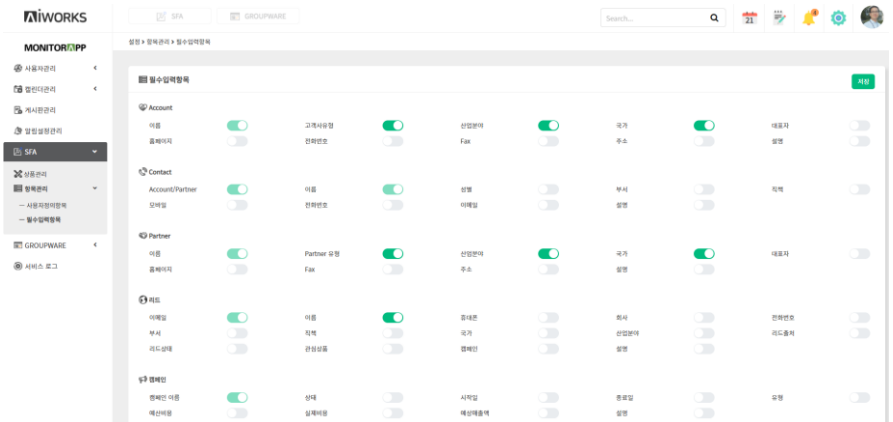 AIWORKS
SFA
GROUPWARE
Search...
21
3
MONITORAPP
설정 > 항목관리 > 필수입력항목
사용자관리
캘린더관리
게시판관리
알림설정관리
SFA
상품관리
항목관리
— 사용자정의항목
— 필수입력항목
GROUPWARE
서비스 로그
필수입력항목
저장
Account
이름 고객사유형 산업분야 국가 대표자
홈페이지 전화번호 Fax 주소 설명
Contact
Account/Partner 이름 성별 부서 직책
모바일 전화번호 이메일 설명
Partner
이름 Partner 유형 산업분야 국가 대표자
홈페이지 Fax 주소 설명
리드
이메일 이름 휴대폰 회사 전화번호
부서 직책 국가 산업분야 리드출처
리드상태 관심상품 캠페인 설명
캠페인
캠페인 이름 상태 시작일 종료일 유형
예산비용 실제비용 예상매출액 설명